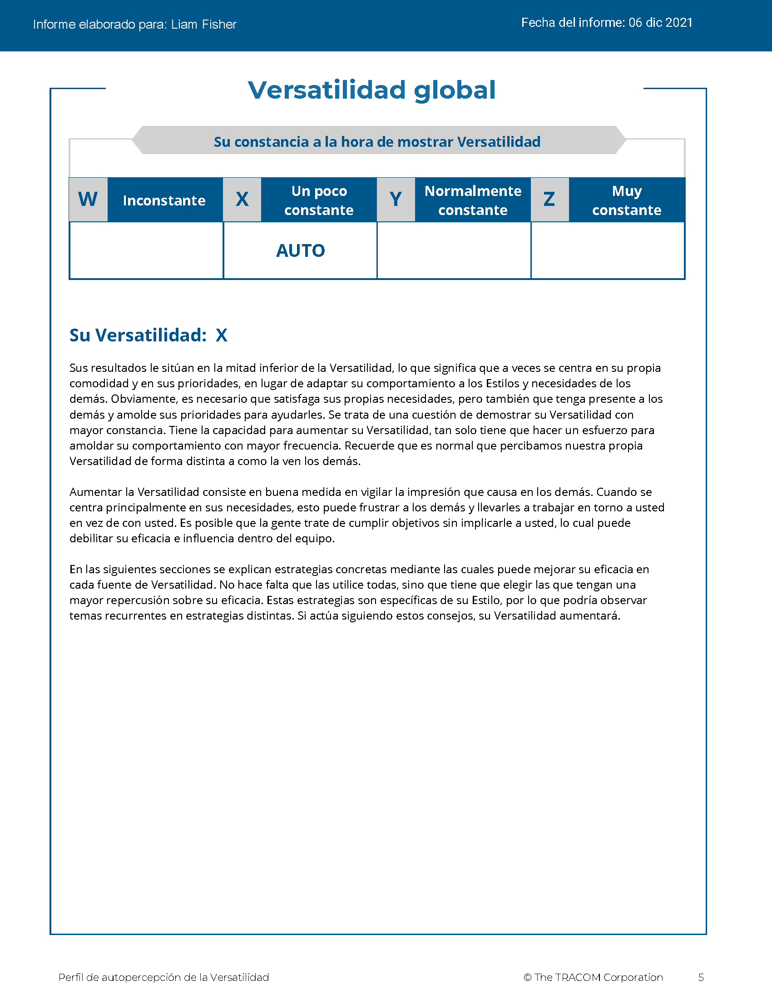 Informe elaborado para: Liam Fisher
Fecha del informe: 06 dic 2021
Versatilidad global
Su constancia a la hora de mostrar Versatilidad
W Inconstante X Un poco constante Y Normalmente constante Z Muy constante
AUTO
Su Versatilidad: X
Sus resultados le sitúan en la mitad inferior de la Versatilidad, lo que significa que a veces se centra en su propia
comodidad y en sus prioridades, en lugar de adaptar su comportamiento a los Estilos y necesidades de los
demás. Obviamente, es necesario que satisfaga sus propias necesidades, pero también que tenga presente a los
demás y amolde sus prioridades para ayudarles. Se trata de una cuestión de demostrar su Versatilidad con
mayor constancia. Tiene la capacidad para aumentar su Versatilidad, tan solo tiene que hacer un esfuerzo para
amoldar su comportamiento con mayor frecuencia. Recuerde que es normal que percibamos nuestra propia
Versatilidad de forma distinta a como la ven los demás.
Aumentar la Versatilidad consiste en buena medida en vigilar la impresión que causa en los demás. Cuando se
centra principalmente en sus necesidades, esto puede frustrar a los demás y llevarles a trabajar en torno a usted
en vez de con usted. Es posible que la gente trate de cumplir objetivos sin implicarle a usted, lo cual puede
debilitar su eficacia e influencia dentro del equipo.
En las siguientes secciones se explican estrategias concretas mediante las cuales puede mejorar su eficacia en
cada fuente de Versatilidad. No hace falta que las utilice todas, sino que tiene que elegir las que tengan una
mayor repercusión sobre su eficacia. Estas estrategias son específicas de su Estilo, por lo que podría observar
temas recurrentes en estrategias distintas. Si actúa siguiendo estos consejos, su Versatilidad aumentará.
Perfil de autopercepción de la Versatilidad
© The TRACOM Corporation 5